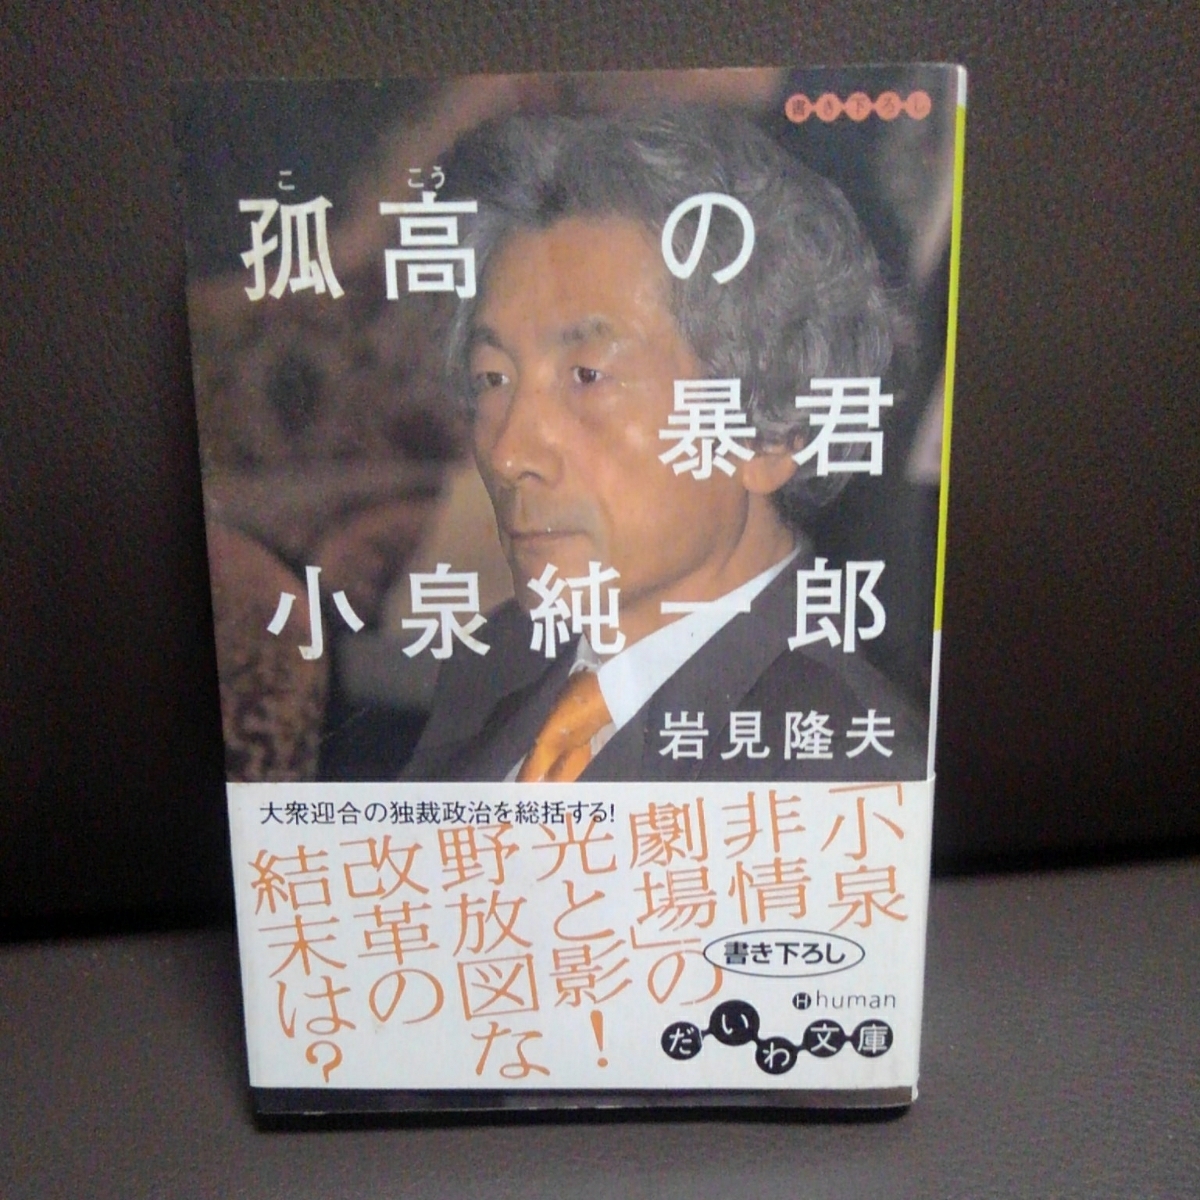 書き下ろし
こ こう
孤高の
暴君
小泉純一郎
岩見隆夫
大衆迎合の独裁政治を総括する!
「小泉
非情
劇場」の
光と影!
野放図な
改革の
結末は?
書き下ろし
H human
だいわ文庫